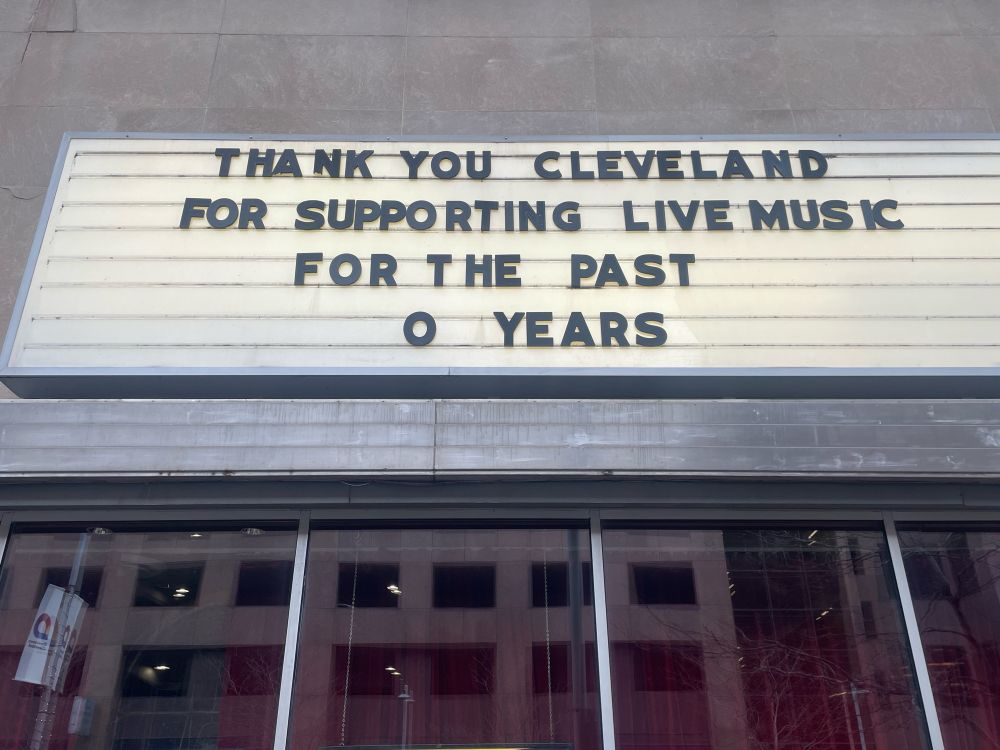 THANK YOU CLEVELAND
FOR SUPPORTING LIVE MUSIC
FOR THE PAST
0 YEARS